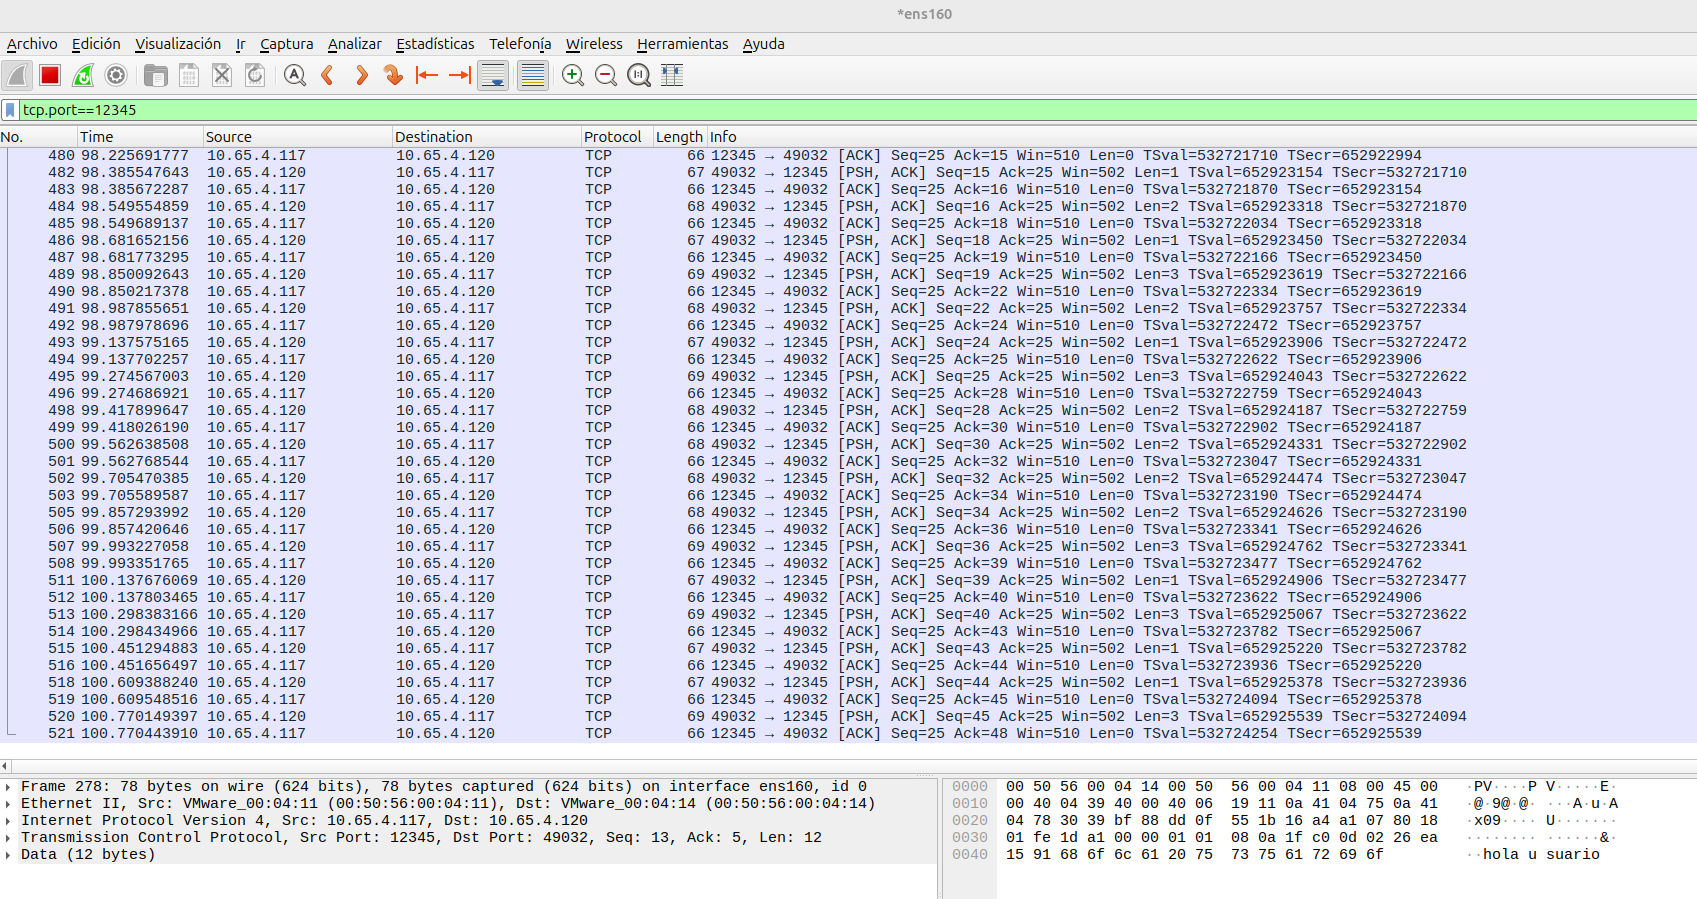 *ens160
Archivo Edición Visualización Ir Captura Analizar Estadísticas Telefonía Wireless Herramientas Ayuda
tcp.port==12345
No. Time Source Destination Protocol Length Info
480 98.225691777 10.65.4.117 10.65.4.120 TCP 66 12345 → 49032 [ACK] Seq=25 Ack=15 Win=510 Len=0 TSval=532721710 TSecr=652922994
482 98.385547643 10.65.4.120 10.65.4.117 TCP 67 49032 → 12345 [PSH, ACK] Seq=15 Ack=25 Win=502 Len=1 TSval=652923154 TSecr=532721710
483 98.385672287 10.65.4.117 10.65.4.120 TCP 66 12345 → 49032 [ACK] Seq=25 Ack=16 Win=510 Len=0 TSval=532721870 TSecr=652923154
484 98.549554859 10.65.4.120 10.65.4.117 TCP 68 49032 → 12345 [PSH, ACK] Seq=16 Ack=25 Win=502 Len=2 TSval=652923318 TSecr=532721870
485 98.549689137 10.65.4.117 10.65.4.120 TCP 66 12345 → 49032 [ACK] Seq=25 Ack=18 Win=510 Len=0 TSval=532722034 TSecr=652923318
486 98.681652156 10.65.4.120 10.65.4.117 TCP 67 49032 → 12345 [PSH, ACK] Seq=18 Ack=25 Win=502 Len=1 TSval=652923450 TSecr=532722034
487 98.681773295 10.65.4.117 10.65.4.120 TCP 66 12345 → 49032 [ACK] Seq=25 Ack=19 Win=510 Len=0 TSval=532722166 TSecr=652923450
489 98.850092643 10.65.4.120 10.65.4.117 TCP 69 49032 → 12345 [PSH, ACK] Seq=19 Ack=25 Win=502 Len=3 TSval=652923619 TSecr=532722166
490 98.850217378 10.65.4.117 10.65.4.120 TCP 66 12345 → 49032 [ACK] Seq=25 Ack=22 Win=510 Len=0 TSval=532722334 TSecr=652923619
491 98.987855651 10.65.4.120 10.65.4.117 TCP 68 49032 → 12345 [PSH, ACK] Seq=22 Ack=25 Win=502 Len=2 TSval=652923757 TSecr=532722334
492 98.987978696 10.65.4.117 10.65.4.120 TCP 66 12345 → 49032 [ACK] Seq=25 Ack=24 Win=510 Len=0 TSval=532722472 TSecr=652923757
493 99.137575165 10.65.4.120 10.65.4.117 TCP 67 49032 → 12345 [PSH, ACK] Seq=24 Ack=25 Win=502 Len=1 TSval=652923906 TSecr=532722472
494 99.137702257 10.65.4.117 10.65.4.120 TCP 66 12345 → 49032 [ACK] Seq=25 Ack=25 Win=510 Len=0 TSval=532722622 TSecr=652923906
495 99.274567003 10.65.4.120 10.65.4.117 TCP 69 49032 → 12345 [PSH, ACK] Seq=25 Ack=25 Win=502 Len=3 TSval=652924043 TSecr=532722622
496 99.274686921 10.65.4.117 10.65.4.120 TCP 66 12345 → 49032 [ACK] Seq=25 Ack=28 Win=510 Len=0 TSval=532722759 TSecr=652924043
498 99.417899647 10.65.4.120 10.65.4.117 TCP 68 49032 → 12345 [PSH, ACK] Seq=28 Ack=25 Win=502 Len=2 TSval=652924187 TSecr=532722759
499 99.418026190 10.65.4.117 10.65.4.120 TCP 66 12345 → 49032 [ACK] Seq=25 Ack=30 Win=510 Len=0 TSval=532722902 TSecr=652924187
500 99.562638508 10.65.4.120 10.65.4.117 TCP 68 49032 → 12345 [PSH, ACK] Seq=30 Ack=25 Win=502 Len=2 TSval=652924331 TSecr=532722902
501 99.562768544 10.65.4.117 10.65.4.120 TCP 66 12345 → 49032 [ACK] Seq=25 Ack=32 Win=510 Len=0 TSval=532723047 TSecr=652924331
502 99.705470385 10.65.4.120 10.65.4.117 TCP 68 49032 → 12345 [PSH, ACK] Seq=32 Ack=25 Win=502 Len=2 TSval=652924474 TSecr=532723047
503 99.705589587 10.65.4.117 10.65.4.120 TCP 66 12345 → 49032 [ACK] Seq=25 Ack=34 Win=510 Len=0 TSval=532723190 TSecr=652924474
505 99.857293992 10.65.4.120 10.65.4.117 TCP 68 49032 → 12345 [PSH, ACK] Seq=34 Ack=25 Win=502 Len=2 TSval=652924626 TSecr=532723190
506 99.857420646 10.65.4.117 10.65.4.120 TCP 66 12345 → 49032 [ACK] Seq=25 Ack=36 Win=510 Len=0 TSval=532723341 TSecr=652924626
507 99.993227058 10.65.4.120 10.65.4.117 TCP 69 49032 → 12345 [PSH, ACK] Seq=36 Ack=25 Win=502 Len=3 TSval=652924762 TSecr=532723341
508 99.993351765 10.65.4.117 10.65.4.120 TCP 66 12345 → 49032 [ACK] Seq=25 Ack=39 Win=510 Len=0 TSval=532723477 TSecr=652924762
511 100.137676069 10.65.4.120 10.65.4.117 TCP 67 49032 → 12345 [PSH, ACK] Seq=39 Ack=25 Win=502 Len=1 TSval=652924906 TSecr=532723477
512 100.137803465 10.65.4.117 10.65.4.120 TCP 66 12345 → 49032 [ACK] Seq=25 Ack=40 Win=510 Len=0 TSval=532723622 TSecr=652924906
513 100.298383166 10.65.4.120 10.65.4.117 TCP 69 49032 → 12345 [PSH, ACK] Seq=40 Ack=25 Win=502 Len=3 TSval=652925067 TSecr=532723622
514 100.298434966 10.65.4.117 10.65.4.120 TCP 66 12345 → 49032 [ACK] Seq=25 Ack=43 Win=510 Len=0 TSval=532723782 TSecr=652925067
515 100.451294883 10.65.4.120 10.65.4.117 TCP 67 49032 → 12345 [PSH, ACK] Seq=43 Ack=25 Win=502 Len=1 TSval=652925220 TSecr=532723782
516 100.451656497 10.65.4.117 10.65.4.120 TCP 66 12345 → 49032 [ACK] Seq=25 Ack=44 Win=510 Len=0 TSval=532723936 TSecr=652925220
518 100.609388240 10.65.4.120 10.65.4.117 TCP 67 49032 → 12345 [PSH, ACK] Seq=44 Ack=25 Win=502 Len=1 TSval=652925378 TSecr=532723936
519 100.609548516 10.65.4.117 10.65.4.120 TCP 66 12345 → 49032 [ACK] Seq=25 Ack=45 Win=510 Len=0 TSval=532724094 TSecr=652925378
520 100.770149397 10.65.4.120 10.65.4.117 TCP 69 49032 → 12345 [PSH, ACK] Seq=45 Ack=25 Win=502 Len=3 TSval=652925539 TSecr=532724094
521 100.770443910 10.65.4.117 10.65.4.120 TCP 66 12345 → 49032 [ACK] Seq=25 Ack=48 Win=510 Len=0 TSval=532724254 TSecr=652925539
Frame 278: 78 bytes on wire (624 bits), 78 bytes captured (624 bits) on interface ens160, id 0
Ethernet II, Src: VMware_00:04:11 (00:50:56:00:04:11), Dst: VMware_00:04:14 (00:50:56:00:04:14)
Internet Protocol Version 4, Src: 10.65.4.117, Dst: 10.65.4.120
Transmission Control Protocol, Src Port: 12345, Dst Port: 49032, Seq: 13, Ack: 5, Len: 12
Data (12 bytes)
0000 00 50 56 00 04 14 00 50 56 00 04 11 08 00 45 00 ·PV····P V·····E·
0010 00 40 04 39 40 00 40 06 19 11 0a 41 04 75 0a 41 ·@·9@·@· ···A·u·A
0020 04 78 30 39 bf 88 dd 0f 55 1b 16 a4 a1 07 80 18 ·x09···· U·······
0030 01 fe 1d a1 00 00 01 01 08 0a 1f c0 0d 02 26 ea ········ ······&·
0040 15 91 68 6f 6c 61 20 75 73 75 61 72 69 6f ··hola u suario